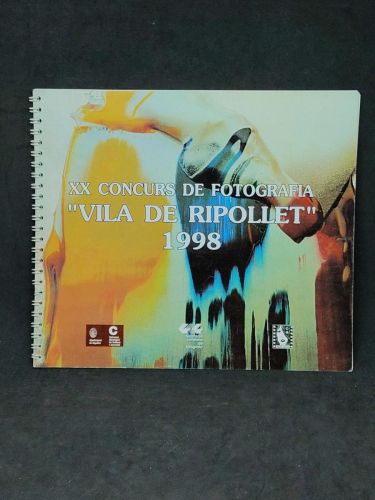 XX CONCURS DE FOTOGRAFIA
"VILA DE RIPOLLET"
1998